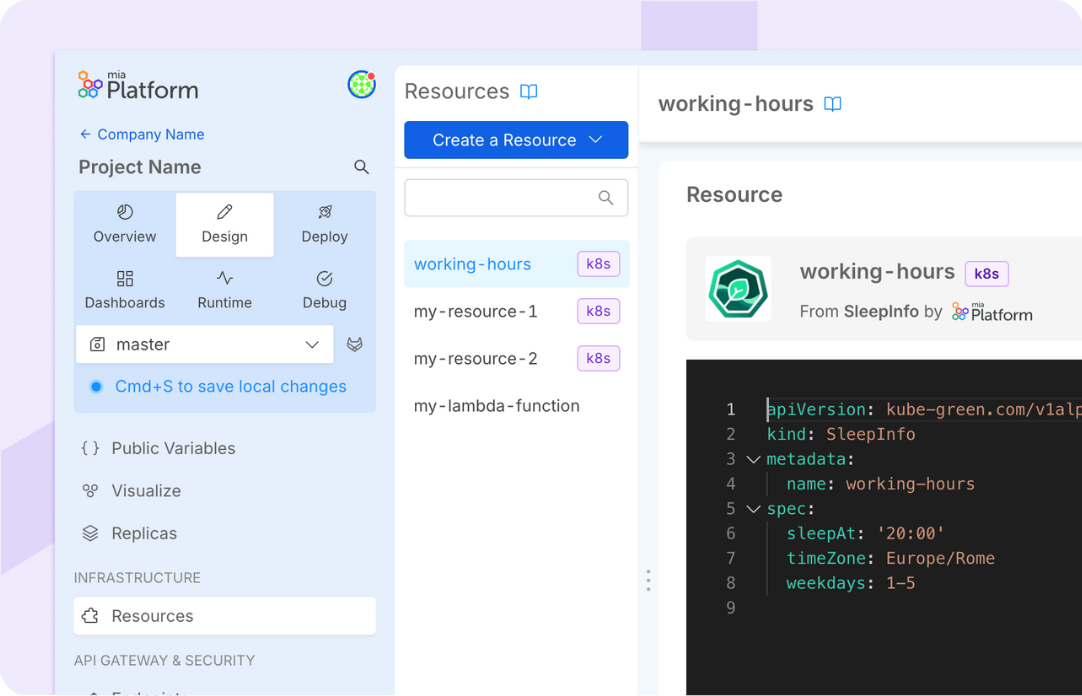 mia
Platform
Company Name
Project Name
Overview
Design
Deploy
Dashboards
Runtime
Debug
master
Cmd+S to save local changes
{ } Public Variables
Visualize
Replicas
INFRASTRUCTURE
Resources
API GATEWAY & SECURITY
Endpoints
Resources
Create a Resource
working-hours k8s
my-resource-1 k8s
my-resource-2 k8s
my-lambda-function
working-hours
Resource
working-hours k8s
From SleepInfo by mia Platform
1 apiVersion: kube-green.com/v1alp
2 kind: SleepInfo
3 metadata:
4 name: working-hours
5 spec:
6 sleepAt: '20:00'
7 timeZone: Europe/Rome
8 weekdays: 1-5
9